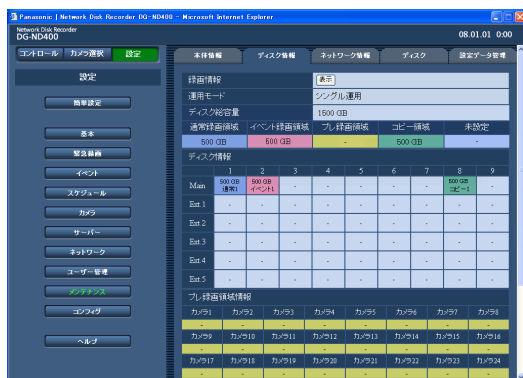 Panasonic | Network Disk Recorder DG-ND400 - Microsoft Internet Explorer
Network Disk Recorder
DG-ND400
08.01.01 0:00
コントロール カメラ選択 設定
本体情報 ディスク情報 ネットワーク情報 ディスク 設定データ管理
設定
簡単設定
基本
緊急録画
イベント
スケジュール
カメラ
サーバー
ネットワーク
ユーザー管理
メンテナンス
コンフィグ
ヘルプ
録画情報 表示
運用モード シングル運用
ディスク総容量 1500 GB
通常録画領域 イベント録画領域 プレ録画領域 コピー領域 未設定
500 GB 500 GB - 500 GB -
ディスク情報
1 2 3 4 5 6 7 8 9
Main 500 GB 通常1 500 GB イベント1 - - - - - 500 GB コピー1 -
Ext.1 - - - - - - - - -
Ext.2 - - - - - - - - -
Ext.3 - - - - - - - - -
Ext.4 - - - - - - - - -
Ext.5 - - - - - - - - -
プレ録画領域情報
カメラ1 カメラ2 カメラ3 カメラ4 カメラ5 カメラ6 カメラ7 カメラ8
- - - - - - - -
カメラ9 カメラ10 カメラ11 カメラ12 カメラ13 カメラ14 カメラ15 カメラ16
- - - - - - - -
カメラ17 カメラ18 カメラ19 カメラ20 カメラ21 カメラ22 カメラ23 カメラ24
- - - - - - - -